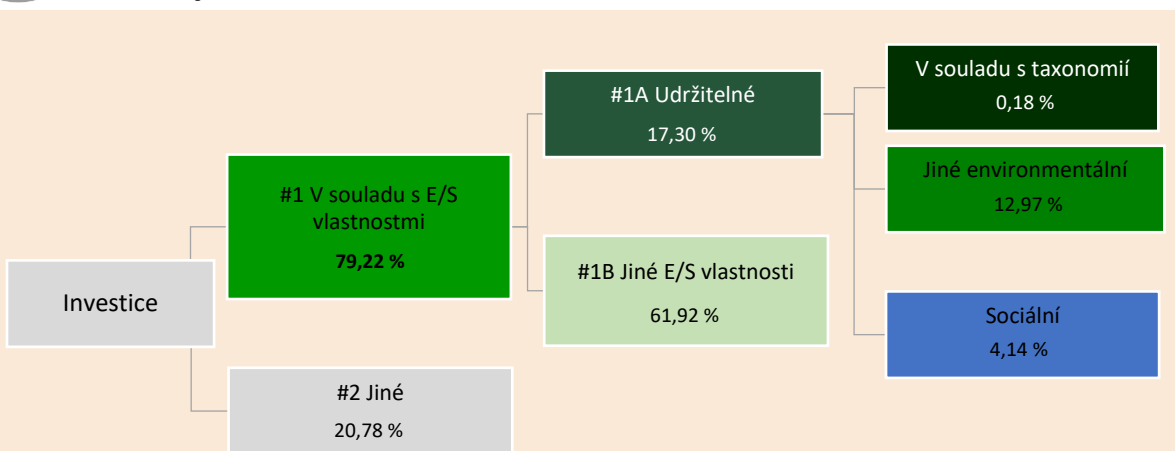 Investice
#1 V souladu s E/S
vlastnostmi
79,22 %
#2 Jiné
20,78 %
#1A Udržitelné
17,30 %
#1B Jiné E/S vlastnosti
61,92 %
V souladu s taxonomií
0,18 %
Jiné environmentální
12,97 %
Sociální
4,14 %